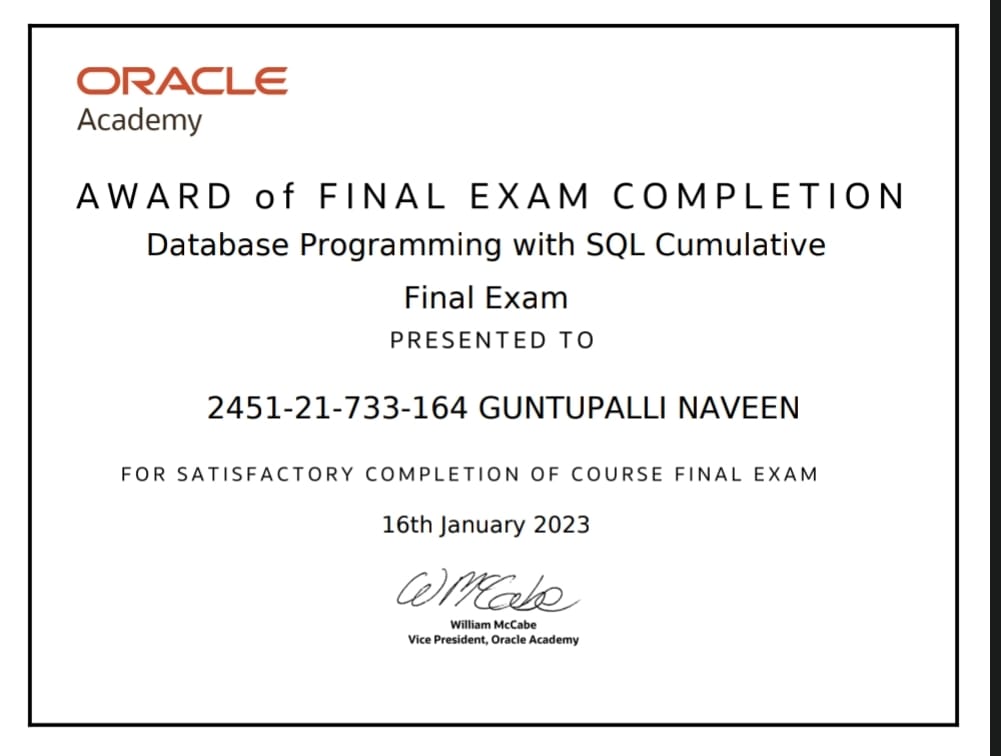 ORACLE
Academy
AWARD of FINAL EXAM COMPLETION
Database Programming with SQL Cumulative
Final Exam
PRESENTED TO
2451-21-733-164 GUNTUPALLI NAVEEN
FOR SATISFACTORY COMPLETION OF COURSE FINAL EXAM
16th January 2023
WMcCabe
William McCabe
Vice President, Oracle Academy